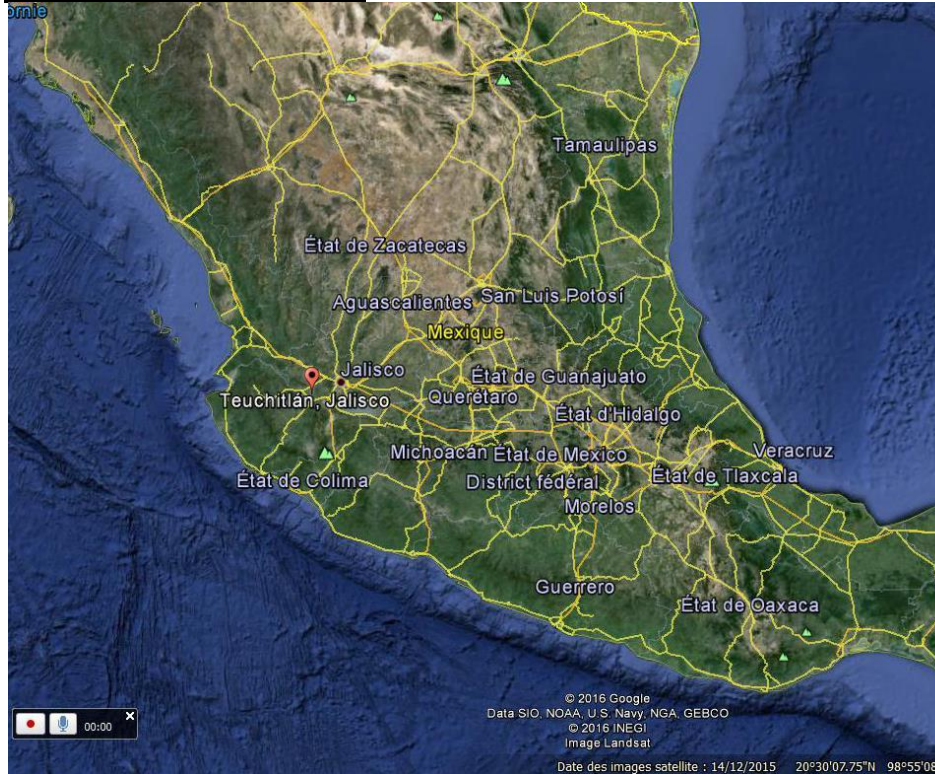 ornie
Tamaulipas
État de Zacatecas
Aguascalientes
San Luis Potosí
Mexique
Jalisco
État de Guanajuato
Teuchitlán, Jalisco
Querétaro
État d'Hidalgo
Michoacán
État de Mexico
Veracruz
État de Colima
District fédéral
État de Tlaxcala
Morelos
Guerrero
État de Oaxaca
© 2016 Google
Data SIO, NOAA, U.S. Navy, NGA, GEBCO
© 2016 INEGI
Image Landsat
00:00
Date des images satellite : 14/12/2015 20°30'07.75"N 98°55'08